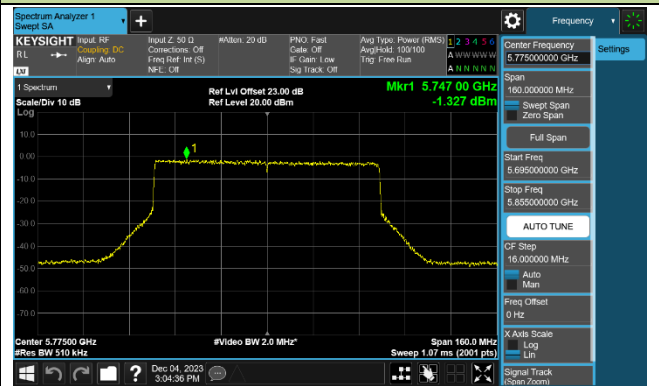 Spectrum Analyzer 1
Swept SA
Frequency
KEYSIGHT
RL
LXI
Input: RF
Coupling: DC
Align: Auto
Input Z: 50 Ω
Corrections: Off
Freq Ref: Int (S)
NFE: Off
#Atten: 20 dB
PNO: Fast
Gate: Off
IF Gain: Low
Sig Track: Off
Avg Type: Power (RMS)
Avg|Hold: 100/100
Trig: Free Run
1 2 3 4 5 6
A W W W W W
A N N N N N
1 Spectrum
Scale/Div 10 dB
Log
Ref Lvl Offset 23.00 dB
Ref Level 20.00 dBm
Mkr1 5.747 00 GHz
-1.327 dBm
1
10.0
0.00
-10.0
-20.0
-30.0
-40.0
-50.0
-60.0
-70.0
Center 5.77500 GHz
#Res BW 510 kHz
#Video BW 2.0 MHz*
Span 160.0 MHz
Sweep 1.07 ms (2001 pts)
Center Frequency
5.775000000 GHz
Settings
Span
160.000000 MHz
Swept Span
Zero Span
Full Span
Start Freq
5.695000000 GHz
Stop Freq
5.855000000 GHz
AUTO TUNE
CF Step
16.000000 MHz
Auto
Man
Freq Offset
0 Hz
X Axis Scale
Log
Lin
Signal Track
(Span Zoom)
?
Dec 04, 2023
3:04:36 PM